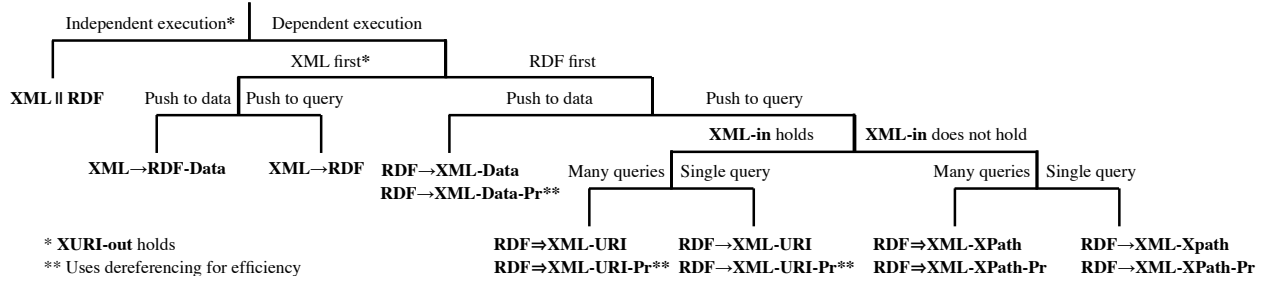 Independent execution* Dependent execution
XML first* RDF first
XML || RDF Push to data Push to query Push to data Push to query
XML-in holds XML-in does not hold
XML→RDF-Data XML→RDF RDF→XML-Data Many queries Single query Many queries Single query
RDF→XML-Data-Pr**
* XURI-out holds RDF⇒XML-URI RDF→XML-URI RDF⇒XML-XPath RDF→XML-Xpath
** Uses dereferencing for efficiency RDF⇒XML-URI-Pr** RDF→XML-URI-Pr** RDF⇒XML-XPath-Pr RDF→XML-XPath-Pr